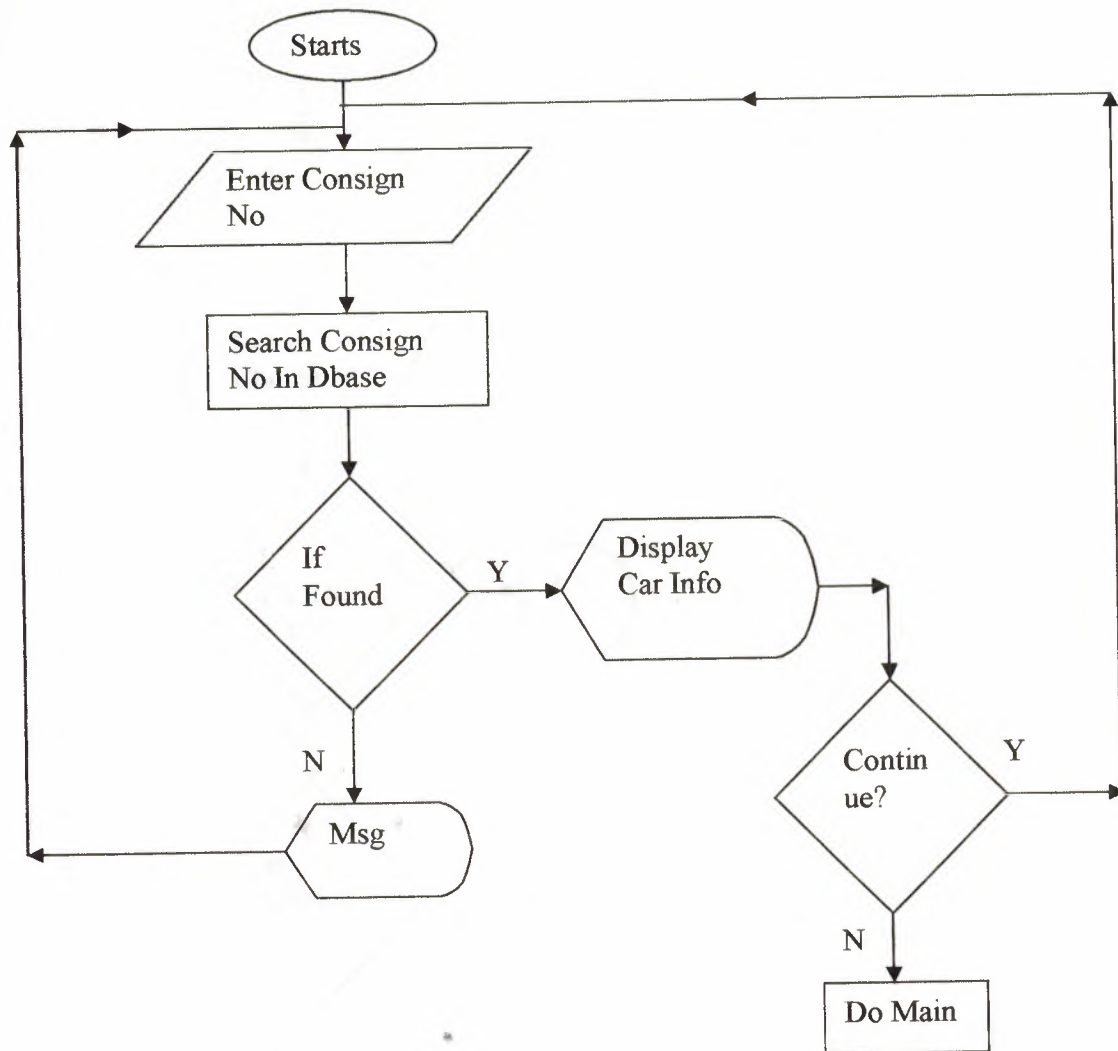 Starts
Enter Consign
No
Search Consign
No In Dbase
If
Found
Y
Display
Car Info
N
Msg
Contin
ue?
Y
N
Do Main